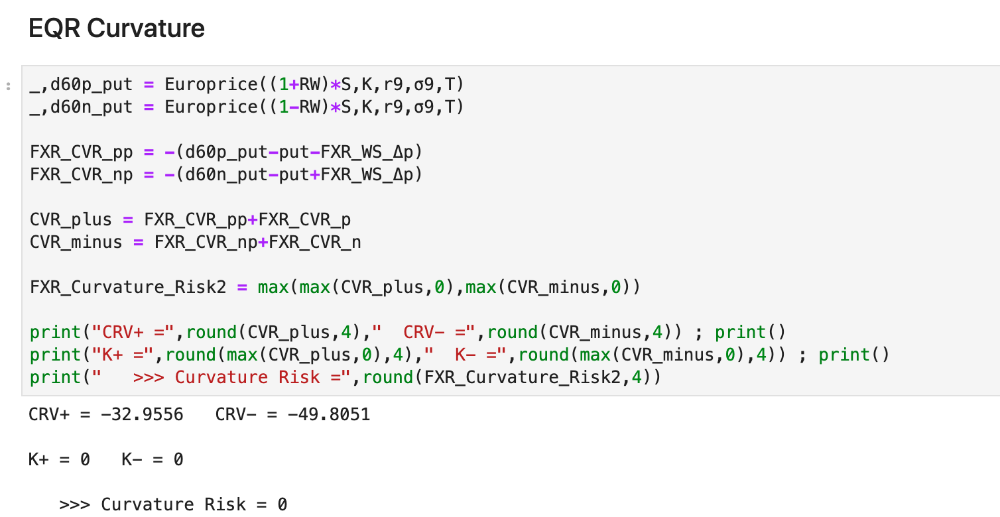 EQR Curvature
_,d60p_put = Europrice((1+RW)*S,K,r9,σ9,T)
_,d60n_put = Europrice((1-RW)*S,K,r9,σ9,T)
FXR_CVR_pp = -(d60p_put-put-FXR_WS_Δp)
FXR_CVR_np = -(d60n_put-put+FXR_WS_Δp)
CVR_plus = FXR_CVR_pp+FXR_CVR_p
CVR_minus = FXR_CVR_np+FXR_CVR_n
FXR_Curvature_Risk2 = max(max(CVR_plus,0),max(CVR_minus,0))
print("CRV+ =",round(CVR_plus,4),"  CRV- =",round(CVR_minus,4)) ; print()
print("K+ =",round(max(CVR_plus,0),4),"  K- =",round(max(CVR_minus,0),4)) ; print()
print("   >>> Curvature Risk =",round(FXR_Curvature_Risk2,4))
CRV+ = -32.9556   CRV- = -49.8051
K+ = 0   K- = 0
>>> Curvature Risk = 0